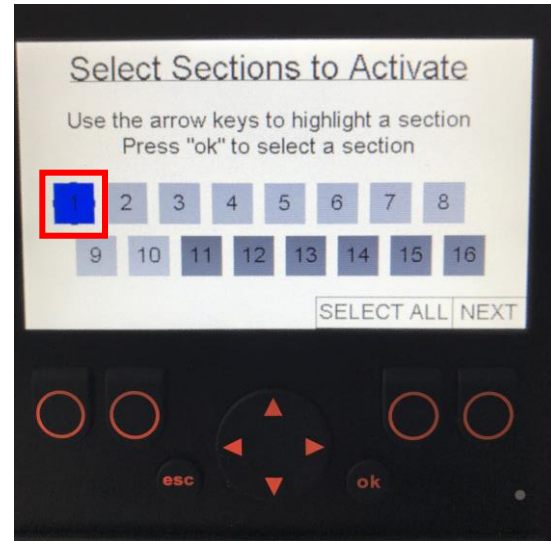 Select Sections to Activate
Use the arrow keys to highlight a section
Press "ok" to select a section
1 2 3 4 5 6 7 8
9 10 11 12 13 14 15 16
SELECT ALL NEXT
esc ok